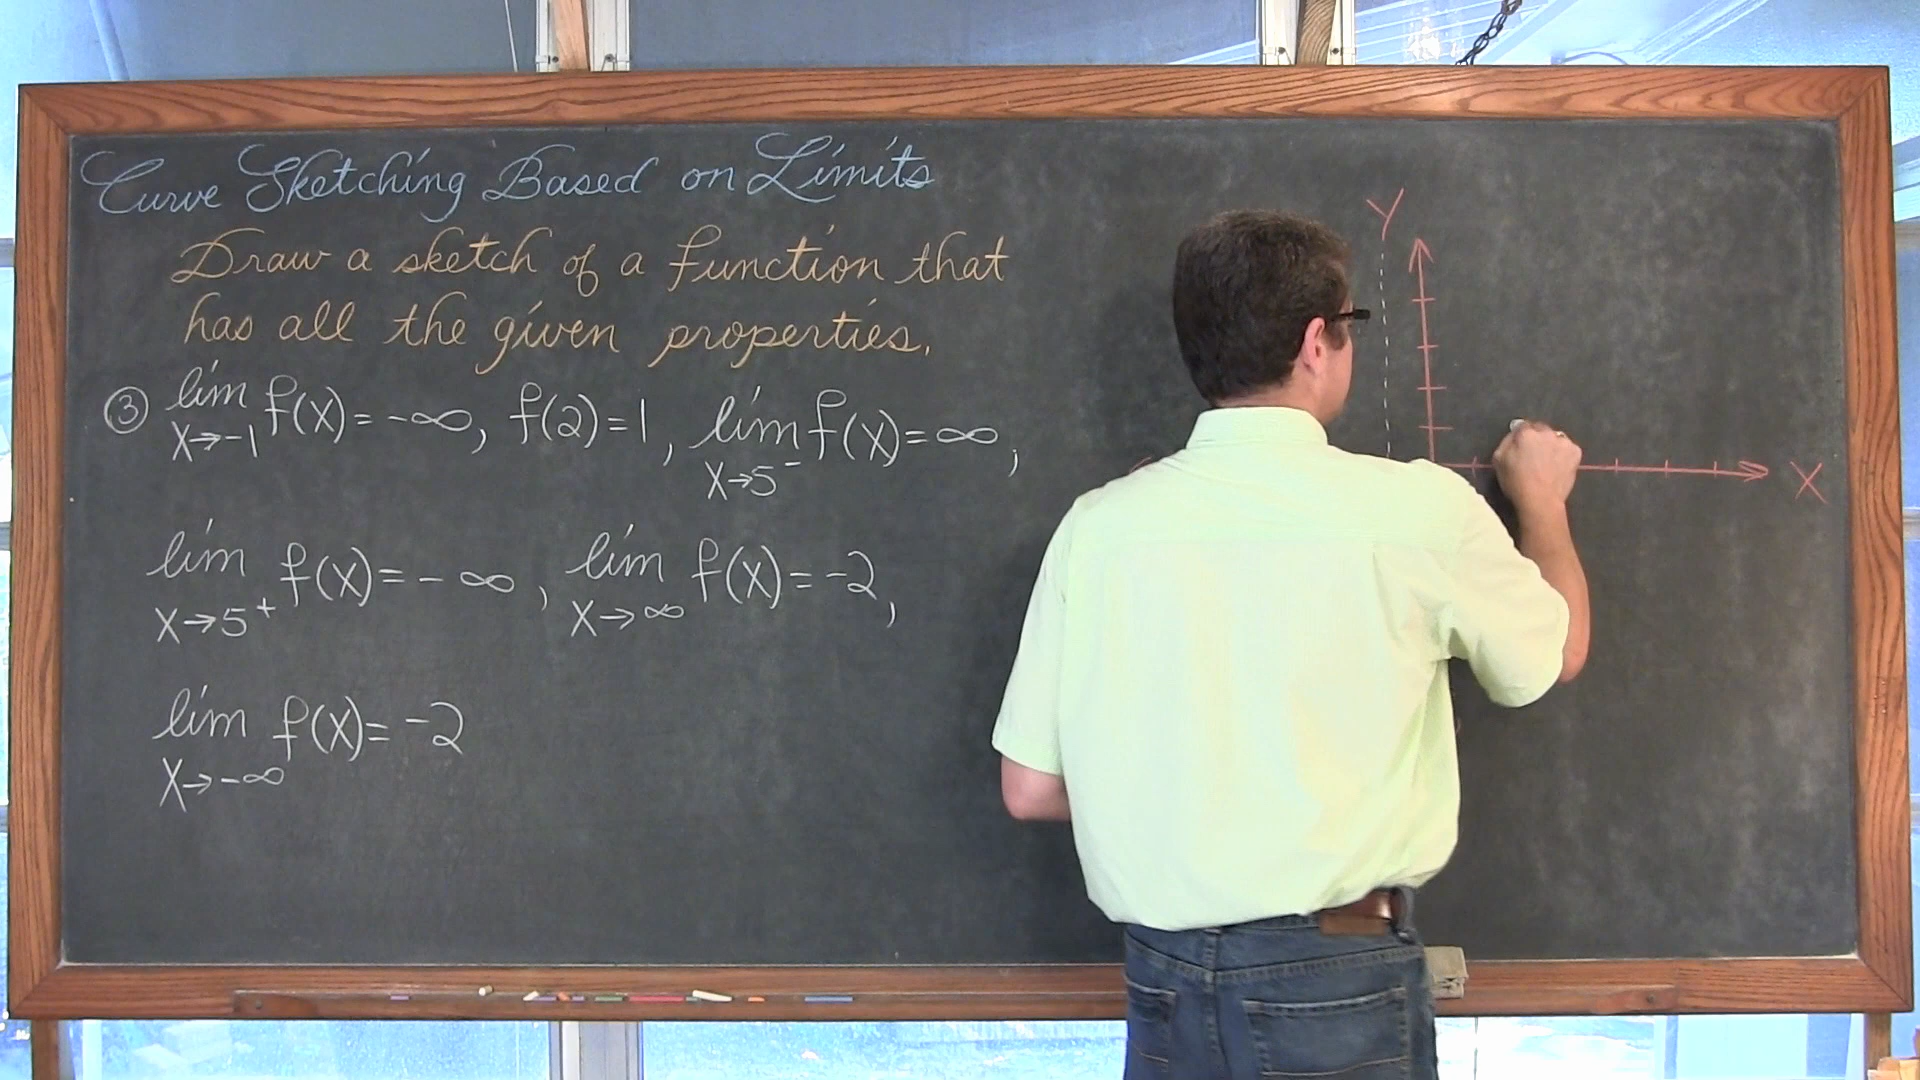 Curve Sketching Based on Limits
Draw a sketch of a function that
has all the given properties.
③ lim f(x) = -∞, f(2) = 1, lim f(x) = ∞,
x→-1 x→5⁻
lim f(x) = -∞, lim f(x) = -2,
x→5⁺ x→∞
lim f(x) = -2
x→-∞
Y
X